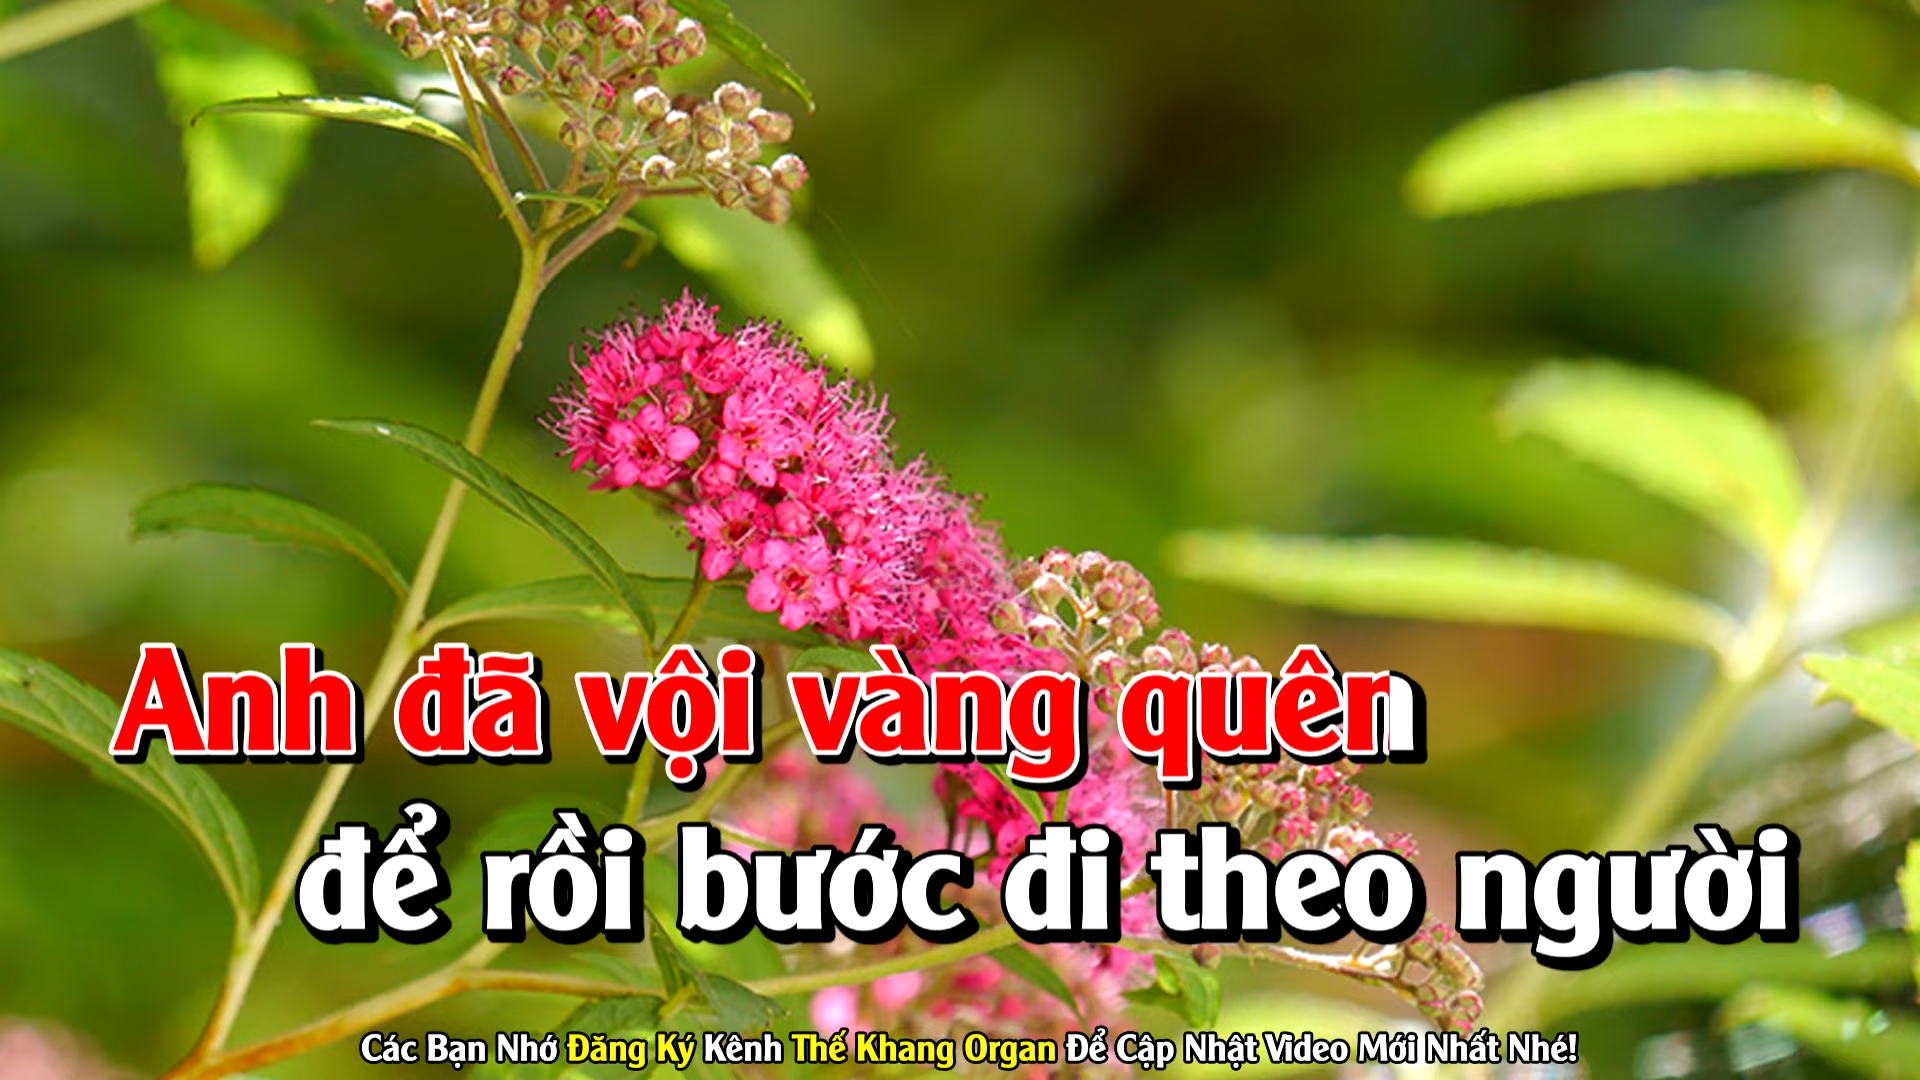 Anh đã vội vàng quên
để rồi bước đi theo người
Các Bạn Nhớ Đăng Ký Kênh Thế Khang Organ Để Cập Nhật Video Mới Nhất Nhé!